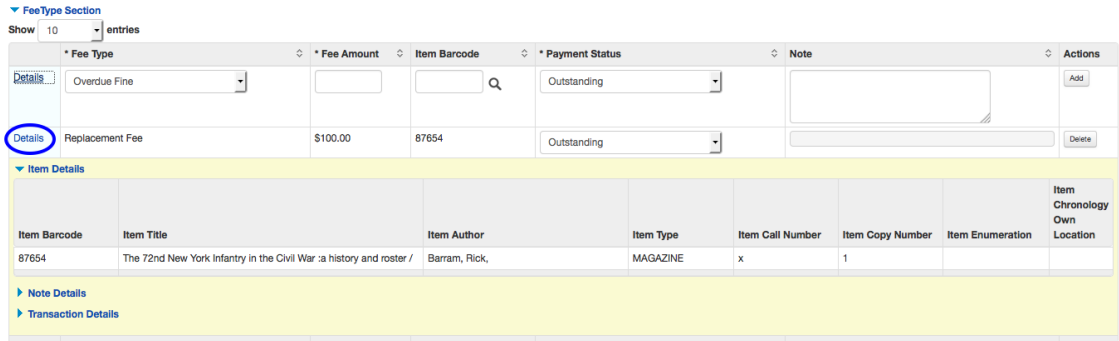 FeeType Section
Show 10 entries
* Fee Type * Fee Amount Item Barcode * Payment Status Note Actions
Details Overdue Fine Outstanding Add
Details Replacement Fee $100.00 87654 Outstanding Delete
Item Details
Item Barcode Item Title Item Author Item Type Item Call Number Item Copy Number Item Enumeration Item Chronology Own Location
87654 The 72nd New York Infantry in the Civil War :a history and roster / Barram, Rick, MAGAZINE x 1
Note Details
Transaction Details